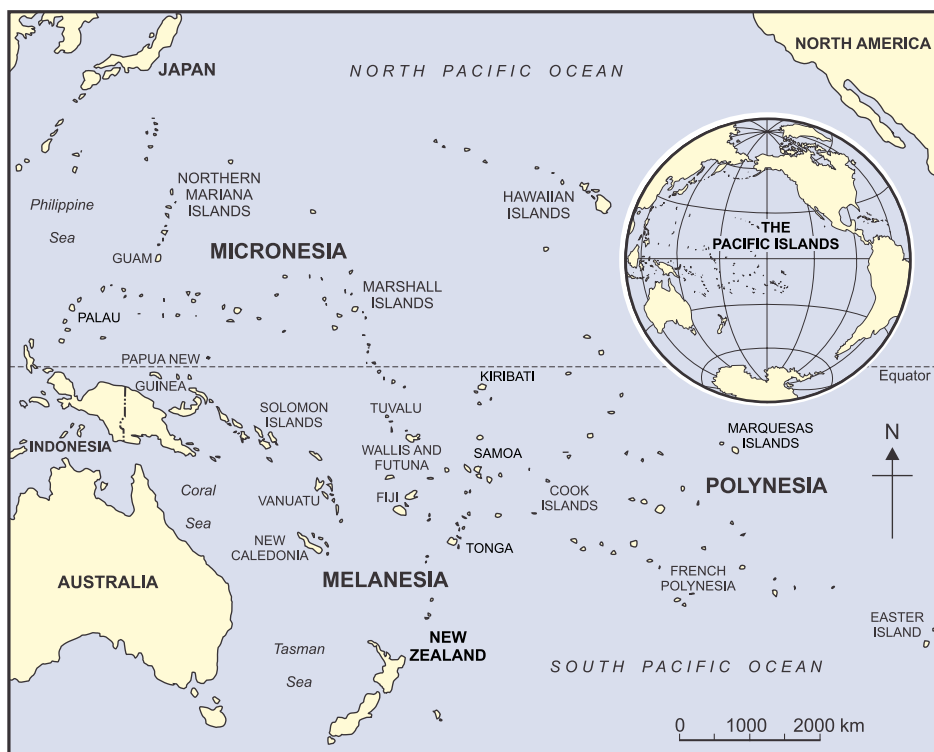 NORTH AMERICA
JAPAN
NORTH PACIFIC OCEAN
NORTHERN
MARIANA
ISLANDS
Philippine
Sea
HAWAIIAN
ISLANDS
THE
PACIFIC ISLANDS
MICRONESIA
GUAM
MARSHALL
ISLANDS
PALAU
PAPUA NEW
GUINEA
KIRIBATI
Equator
SOLOMON
ISLANDS
TUVALU
MARQUESAS
ISLANDS
N
INDONESIA
WALLIS AND
FUTUNA
SAMOA
Coral
Sea
VANUATU
FIJI
COOK
ISLANDS
POLYNESIA
NEW
CALEDONIA
TONGA
AUSTRALIA
MELANESIA
FRENCH
POLYNESIA
EASTER
ISLAND
Tasman
Sea
NEW
ZEALAND
SOUTH PACIFIC OCEAN
0 1000 2000 km